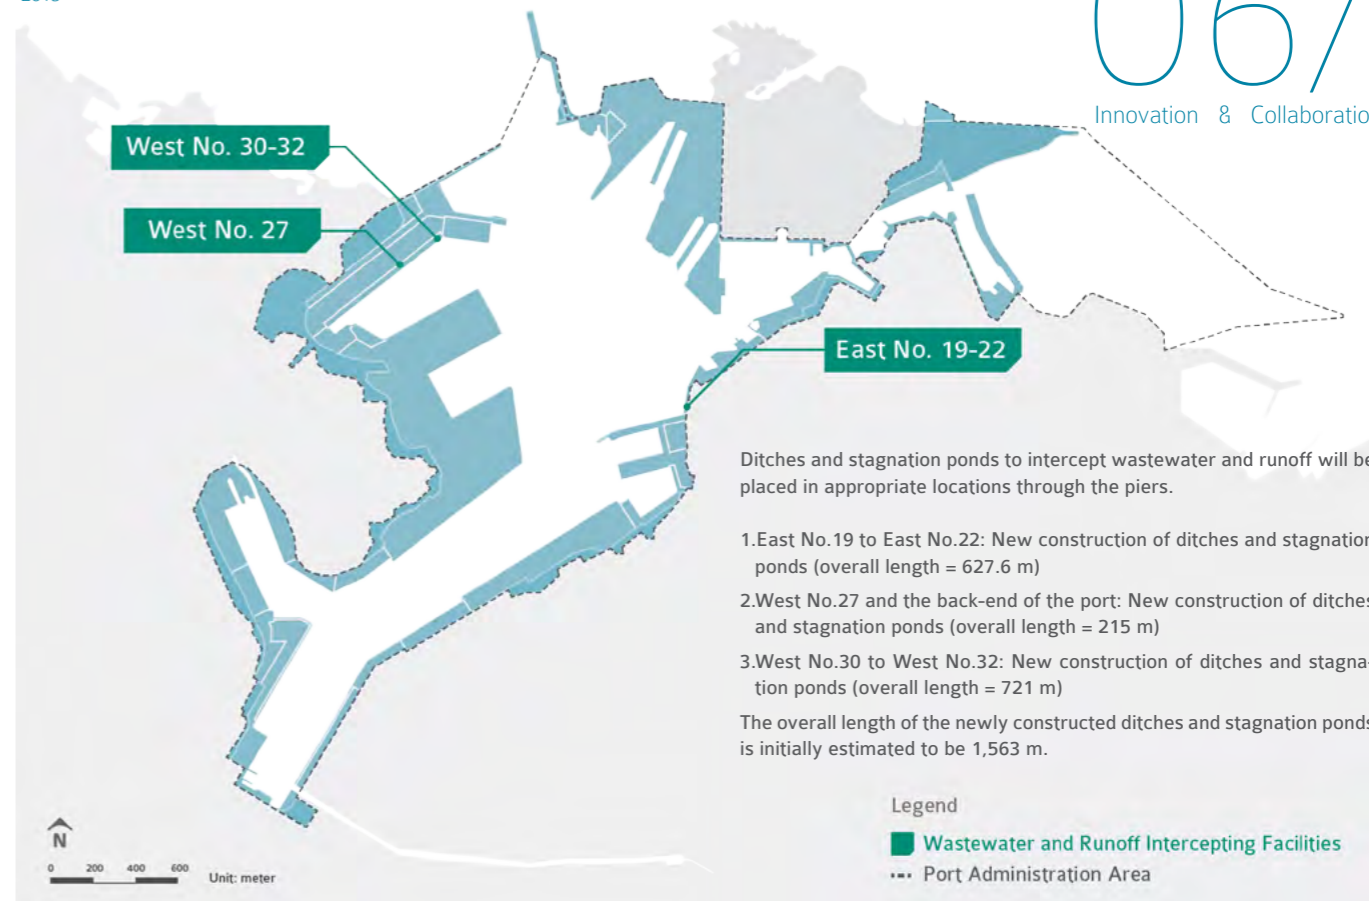 2018
06/
Innovation & Collaboratio
West No. 30-32
West No. 27
East No. 19-22
Ditches and stagnation ponds to intercept wastewater and runoff will be
placed in appropriate locations through the piers.
1.East No.19 to East No.22: New construction of ditches and stagnation
ponds (overall length = 627.6 m)
2.West No.27 and the back-end of the port: New construction of ditches
and stagnation ponds (overall length = 215 m)
3.West No.30 to West No.32: New construction of ditches and stagna-
tion ponds (overall length = 721 m)
The overall length of the newly constructed ditches and stagnation ponds
is initially estimated to be 1,563 m.
Legend
Wastewater and Runoff Intercepting Facilities
Port Administration Area
N
0 200 400 600
Unit: meter